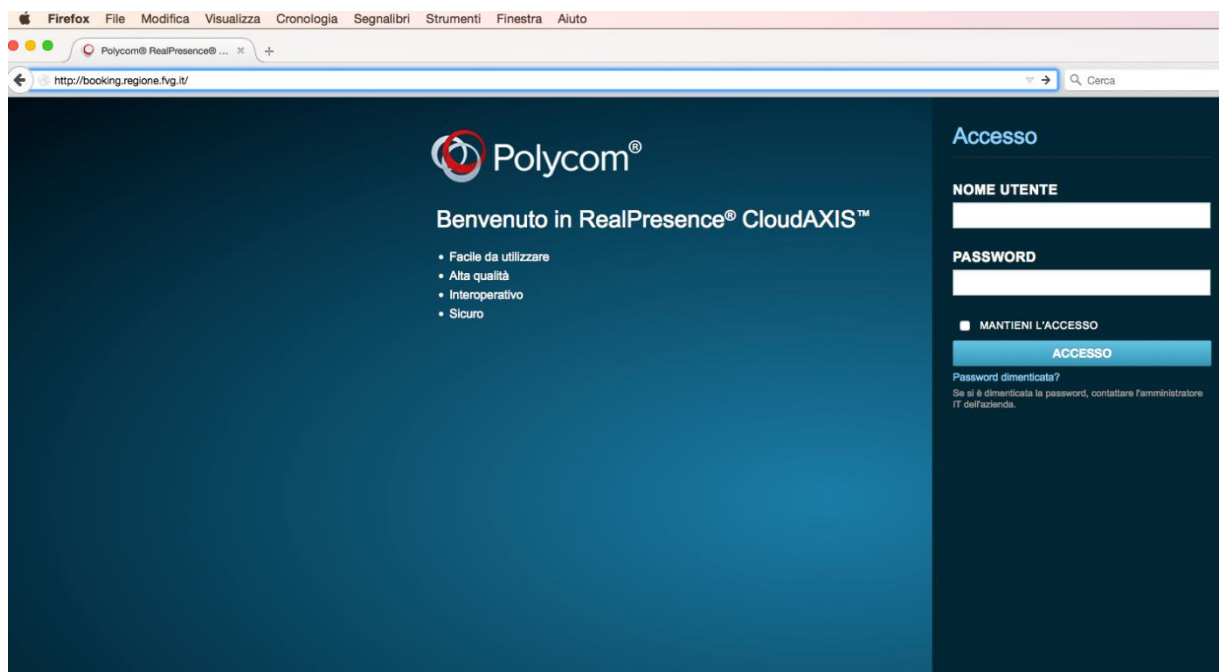 Firefox File Modifica Visualizza Cronologia Segnalibri Strumenti Finestra Aiuto
Polycom® RealPresence® ... × +
http://booking.regione.fvg.it/
Cerca
Polycom®
Benvenuto in RealPresence® CloudAXIS™
• Facile da utilizzare
• Alta qualità
• Interoperativo
• Sicuro
Accesso
NOME UTENTE
PASSWORD
MANTIENI L'ACCESSO
ACCESSO
Password dimenticata?
Se si è dimenticata la password, contattare l'amministratore
IT dell'azienda.